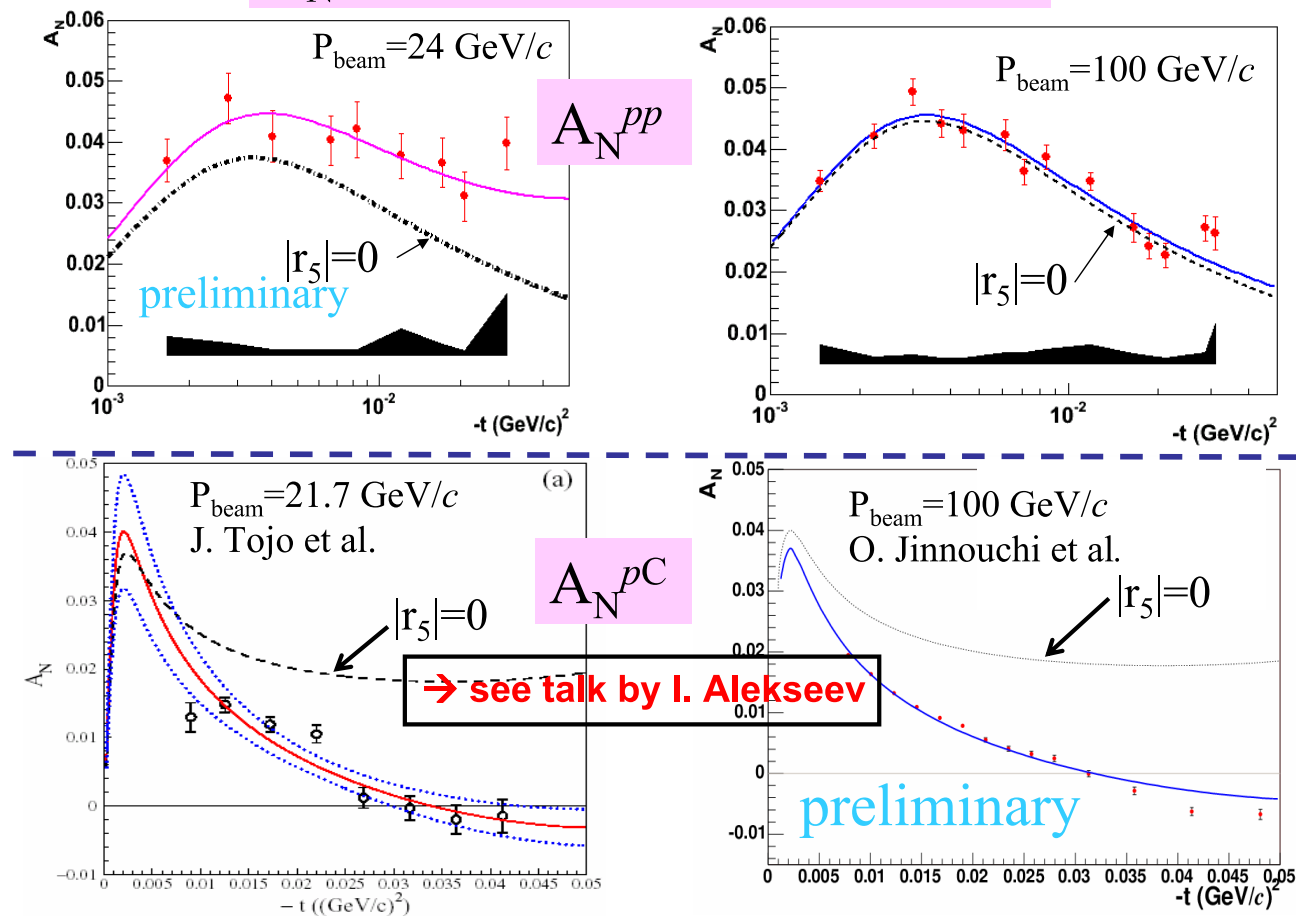 N
A_N
0.06
0.05
0.04
0.03
0.02
0.01
0
P_beam=24 GeV/c
|r_5|=0
preliminary
10^-3
10^-2
-t (GeV/c)^2
A_N^pp
A_N
0.06
0.05
0.04
0.03
0.02
0.01
0
P_beam=100 GeV/c
|r_5|=0
10^-3
10^-2
-t (GeV/c)^2
A_N
0.05
0.04
0.03
0.02
0.01
0
−0.01
(a)
P_beam=21.7 GeV/c
J. Tojo et al.
|r_5|=0
0 0.005 0.01 0.015 0.02 0.025 0.03 0.035 0.04 0.045 0.05
− t ((GeV/c)^2)
A_N^pC
→ see talk by I. Alekseev
A_N
0.05
0.04
0.03
0.02
0.01
0
-0.01
P_beam=100 GeV/c
O. Jinnouchi et al.
|r_5|=0
preliminary
0 0.005 0.01 0.015 0.02 0.025 0.03 0.035 0.04 0.045 0.05
-t (GeV/c)^2